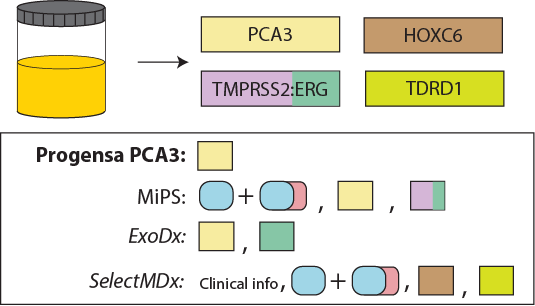 PCA3 HOXC6
TMPRSS2:ERG TDRD1
Progensa PCA3:
MiPS: + , ,
ExoDx: ,
SelectMDx: Clinical info, + , ,